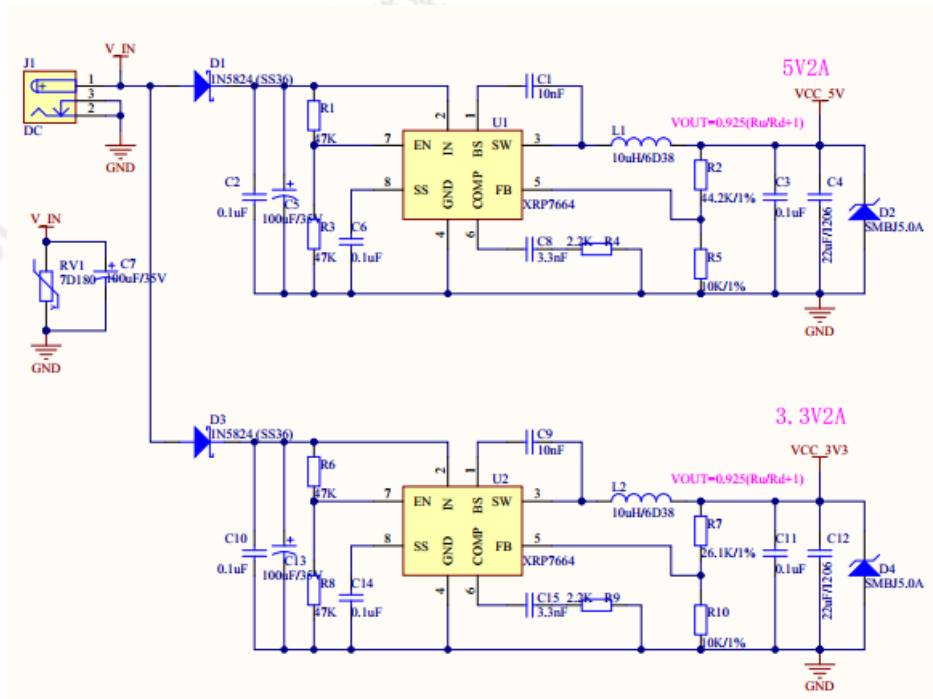 5V2A
VCC_5V
VOUT=0.925(Ru/Rd+1)
V_IN
J1
1
3
2
DC
GND
D1
1N5824 (SS36)
C1
10nF
R1
47K
2
1
U1
7
EN
IN
BS
SW
3
L1
10uH/6D38
8
SS
GND
COMP
FB
5
XRP7664
4
6
C2
0.1uF
C5
100uF/35V
R3
47K
C6
0.1uF
C8
3.3nF
2.2K
R4
R2
44.2K/1%
R5
10K/1%
C3
0.1uF
C4
22uF/1206
D2
SMBJ5.0A
GND
V_IN
RV1
7D180
C7
100uF/35V
GND
3.3V2A
VCC_3V3
VOUT=0.925(Ru/Rd+1)
D3
1N5824 (SS36)
C9
10nF
R6
47K
2
1
U2
7
EN
IN
BS
SW
3
L2
10uH/6D38
8
SS
GND
COMP
FB
5
XRP7664
4
6
C10
0.1uF
C13
100uF/35V
R8
47K
C14
0.1uF
C15
3.3nF
2.2K
R9
R7
26.1K/1%
R10
10K/1%
C11
0.1uF
C12
22uF/1206
D4
SMBJ5.0A
GND